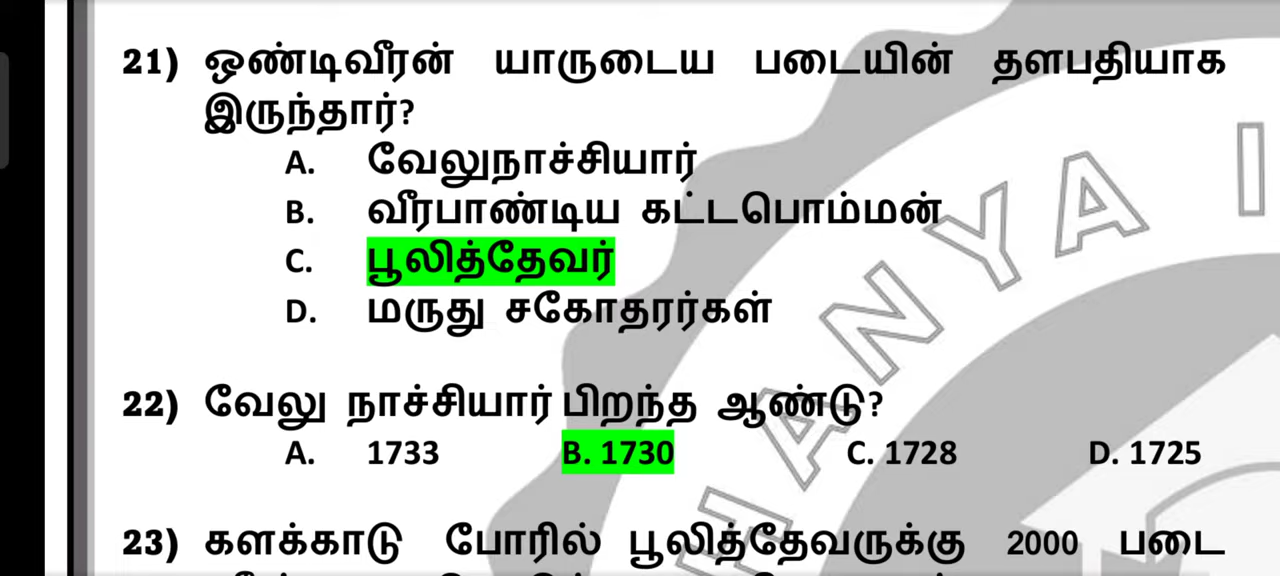 21) ஒண்டிவீரன் யாருடைய படையின் தளபதியாக
இருந்தார்?
A. வேலுநாச்சியார்
B. வீரபாண்டிய கட்டபொம்மன்
C. பூலித்தேவர்
D. மருது சகோதரர்கள்
22) வேலு நாச்சியார் பிறந்த ஆண்டு?
A. 1733 B. 1730 C. 1728 D. 1725
23) களக்காடு போரில் பூலித்தேவருக்கு 2000 படை
HANYA I